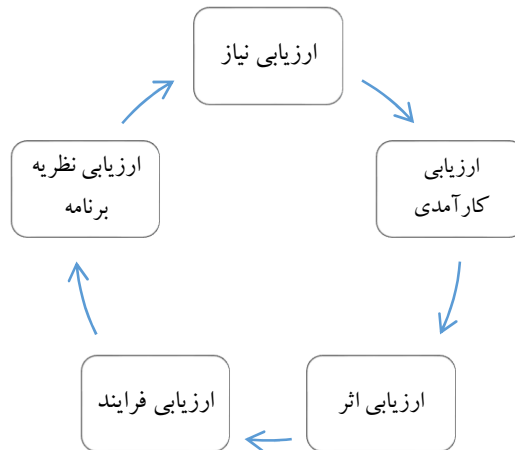 ارزیابی نیاز
ارزیابی
کارآمدی
ارزیابی اثر
ارزیابی فرایند
ارزیابی نظریه
برنامه